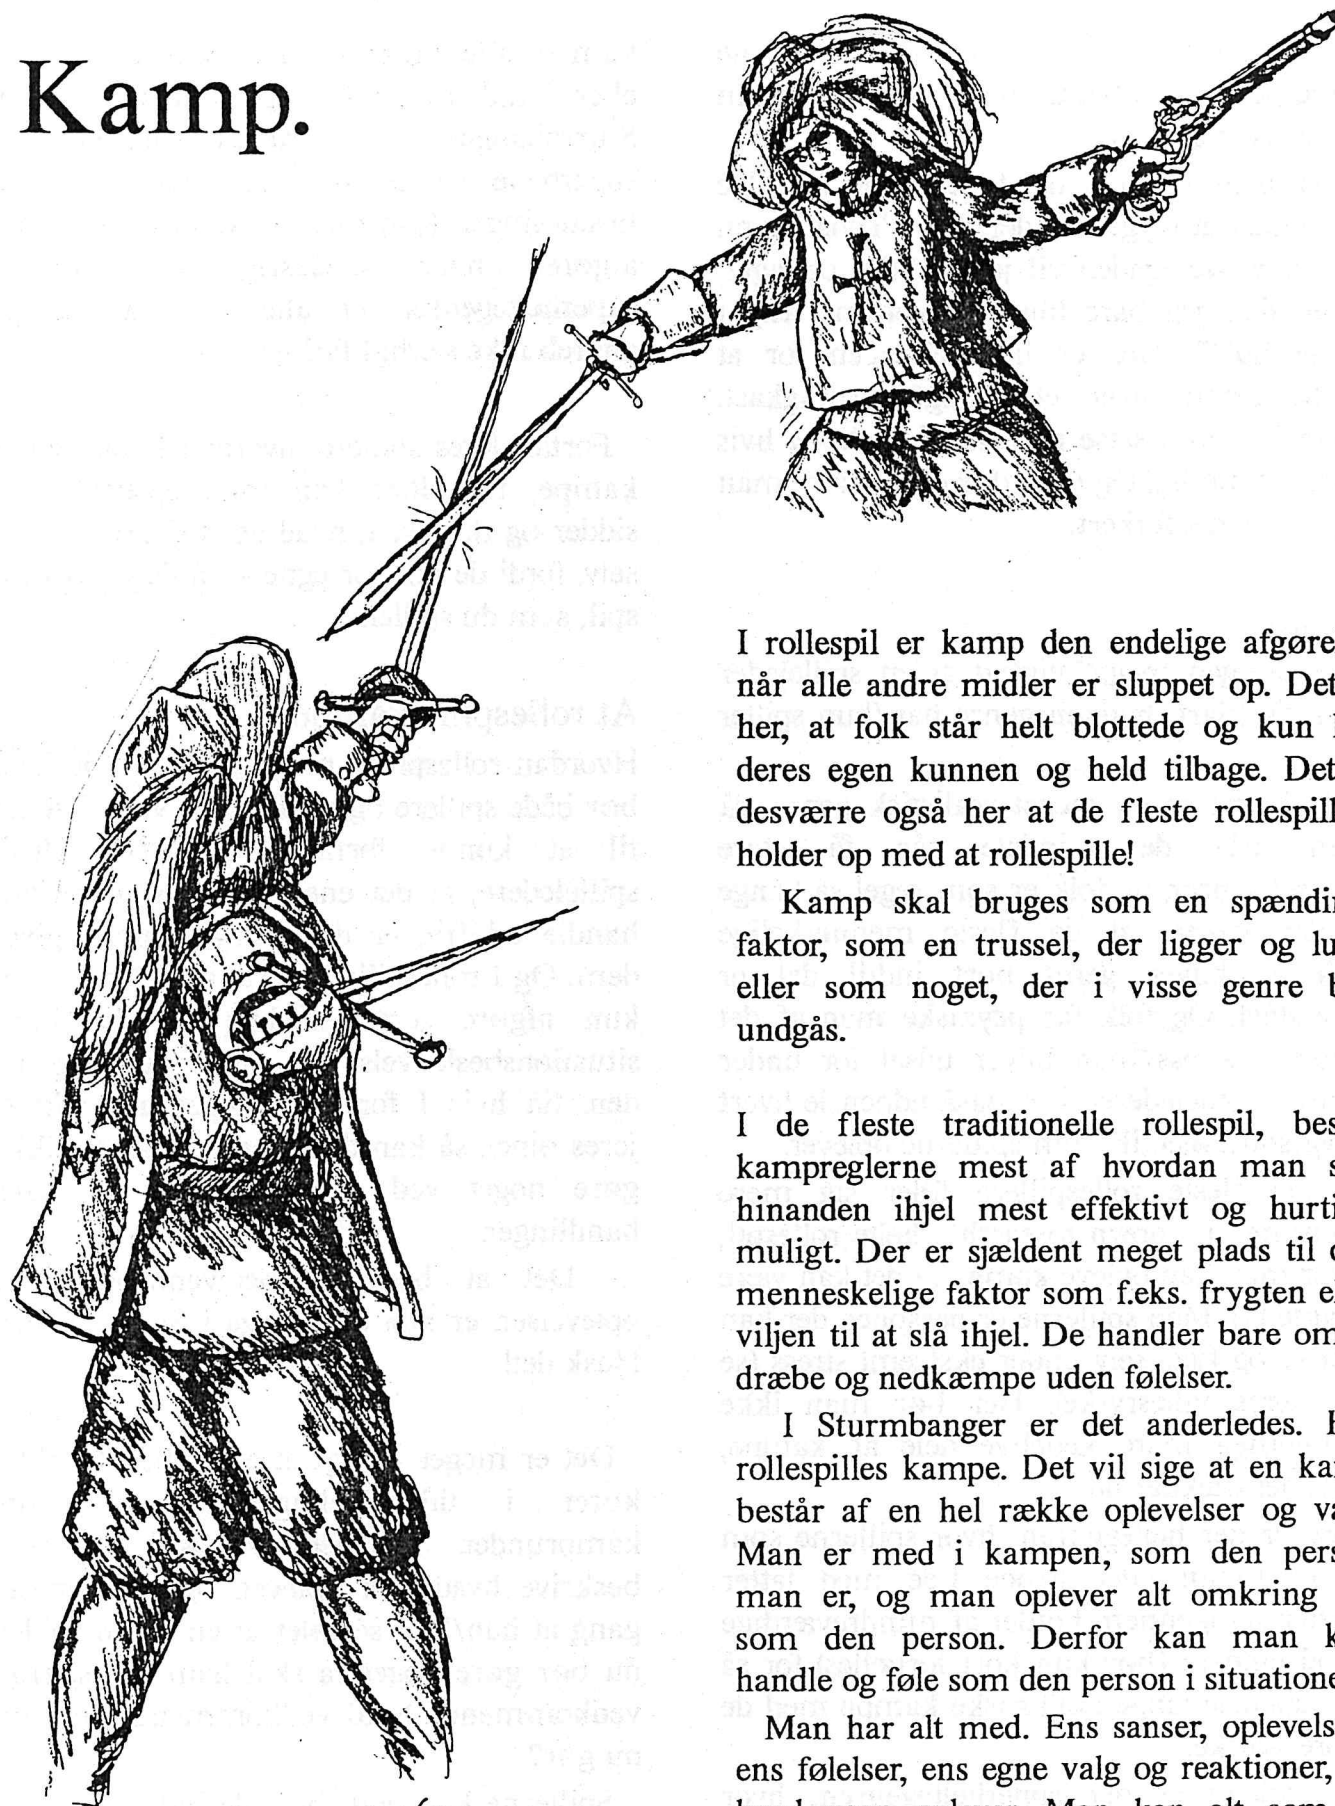 Kamp.
I rollespil er kamp den endelige afgøre
når alle andre midler er sluppet op. Det
her, at folk står helt blottede og kun
deres egen kunnen og held tilbage. Det
desværre også her at de fleste rollespill
holder op med at rollespille!
Kamp skal bruges som en spændin
faktor, som en trussel, der ligger og lu
eller som noget, der i visse genre b
undgås.
I de fleste traditionelle rollespil, bes
kampreglerne mest af hvordan man s
hinanden ihjel mest effektivt og hurti
muligt. Der er sjældent meget plads til d
menneskelige faktor som f.eks. frygten el
viljen til at slå ihjel. De handler bare om
dræbe og nedkæmpe uden følelser.
I Sturmbanger er det anderledes. H
rollespilles kampe. Det vil sige at en kam
består af en hel række oplevelser og va
Man er med i kampen, som den pers
man er, og man oplever alt omkring
som den person. Derfor kan man k
handle og føle som den person i situatione
Man har alt med. Ens sanser, oplevels
ens følelser, ens egne valg og reaktioner,